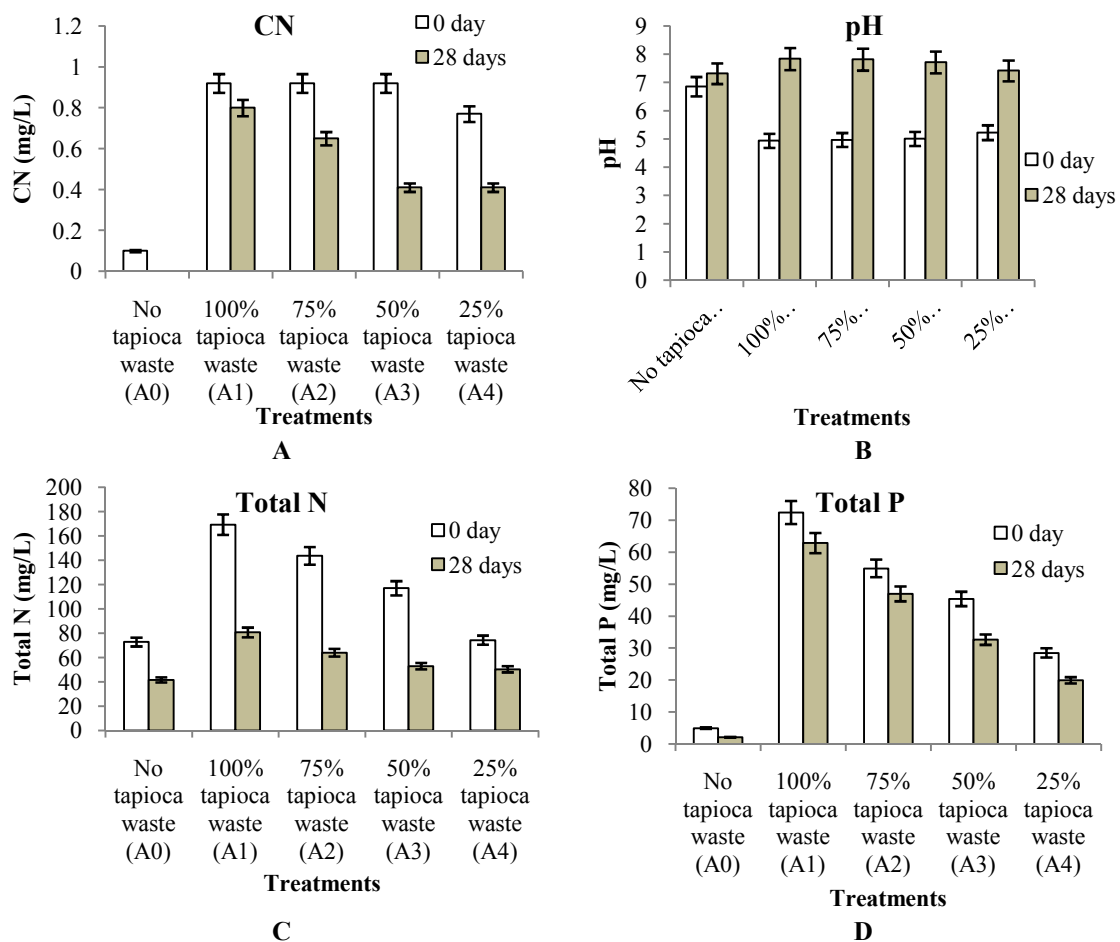 CN
0 day
28 days
CN (mg/L)
1.2
1
0.8
0.6
0.4
0.2
0
No tapioca waste (A0)
100% tapioca waste (A1)
75% tapioca waste (A2)
50% tapioca waste (A3)
25% tapioca waste (A4)
Treatments
A
pH
0 day
28 days
pH
9
8
7
6
5
4
3
2
1
0
No tapioca..
100%..
75%..
50%..
25%..
Treatments
B
Total N
0 day
28 days
Total N (mg/L)
200
180
160
140
120
100
80
60
40
20
0
No tapioca waste (A0)
100% tapioca waste (A1)
75% tapioca waste (A2)
50% tapioca waste (A3)
25% tapioca waste (A4)
Treatments
C
Total P
0 day
28 days
Total P (mg/L)
80
70
60
50
40
30
20
10
0
No tapioca waste (A0)
100% tapioca waste (A1)
75% tapioca waste (A2)
50% tapioca waste (A3)
25% tapioca waste (A4)
Treatments
D